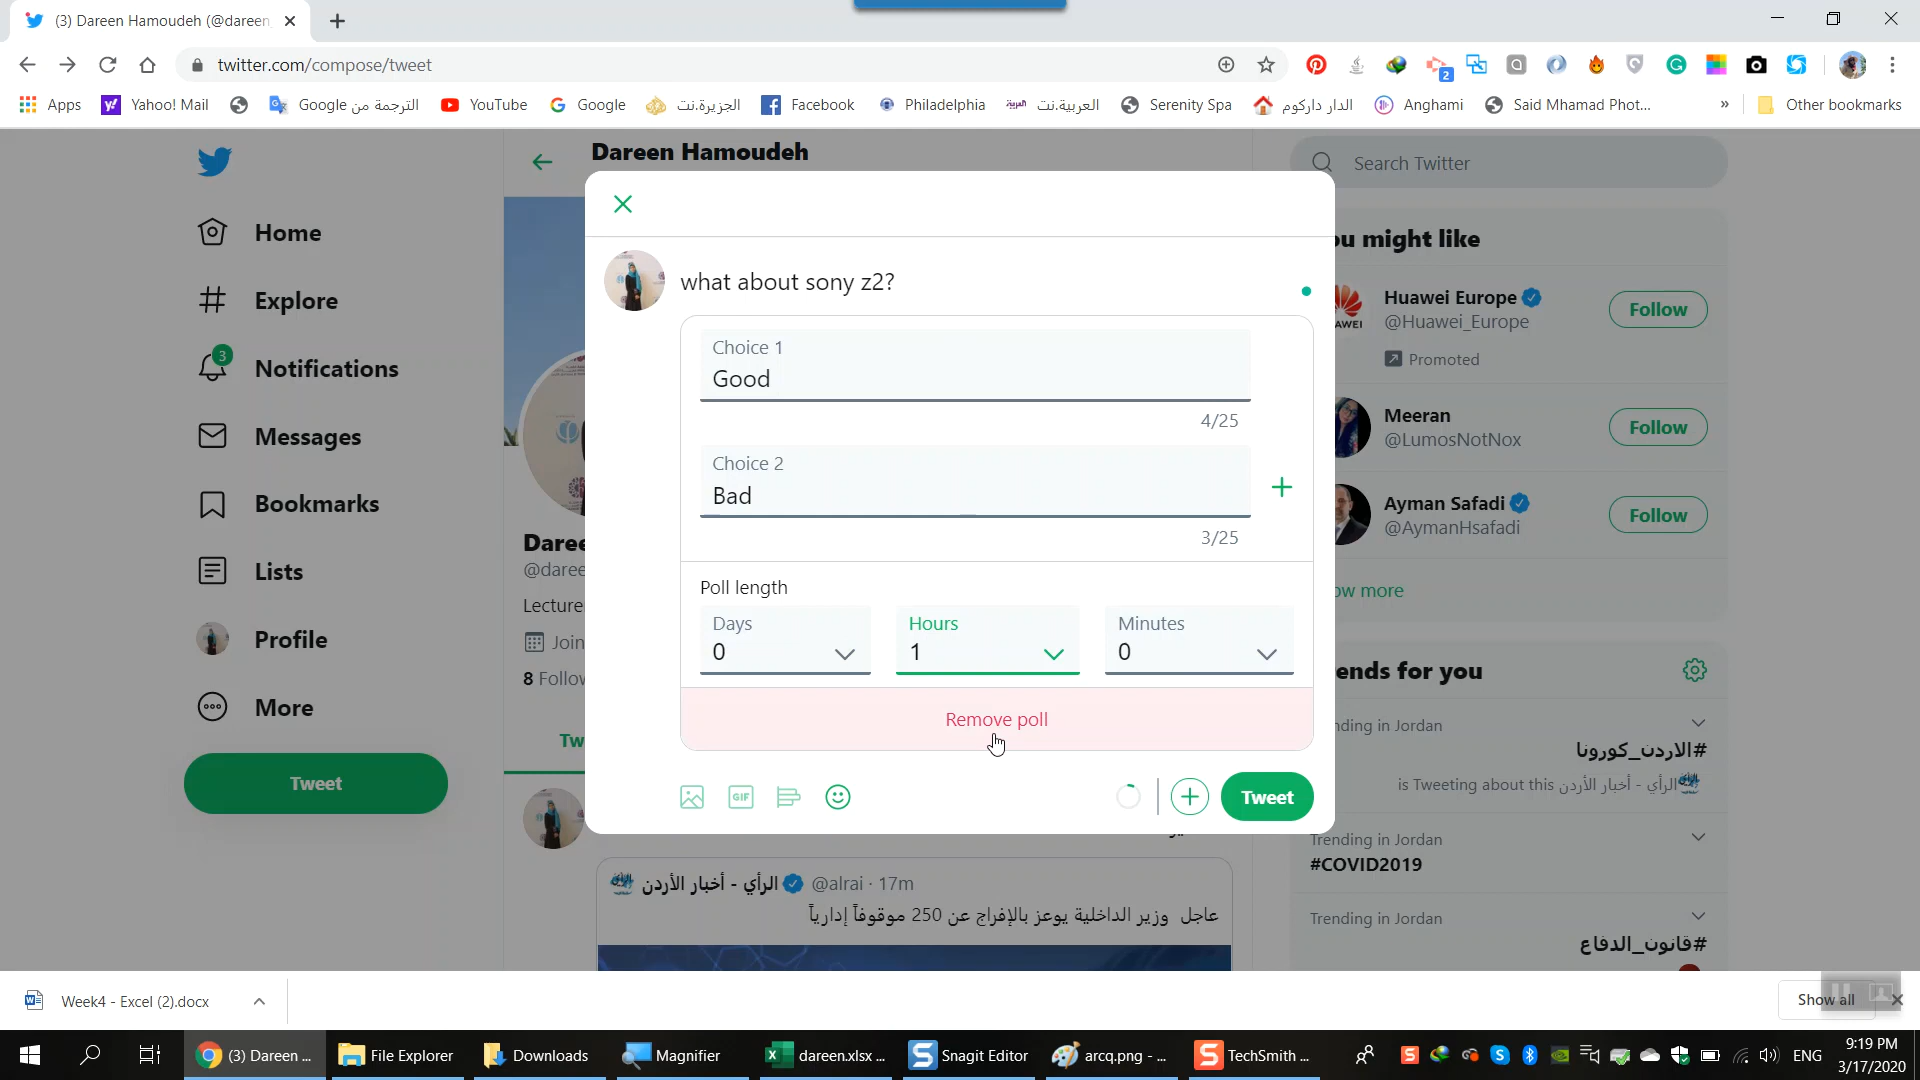 (3) Dareen Hamoudeh (@dareen
twitter.com/compose/tweet
2
Apps
Yahoo! Mail
Google الترجمة من
YouTube
Google
الجزيرة.نت
Facebook
Philadelphia
العربية.نت
Serenity Spa
الدار داركوم
Anghami
Said Mhamad Phot...
»
Other bookmarks
Home
Explore
3
Notifications
Messages
Bookmarks
Lists
Profile
More
Tweet
Dareen Hamoudeh
Daree
@daree
Lecture
Join
8 Follow
Tw
what about sony z2?
Choice 1
Good
4/25
Choice 2
Bad
3/25
Poll length
Days
0
Hours
1
Minutes
0
Remove poll
GIF
Tweet
الرأي - أخبار الأردن @alrai · 17m
عاجل وزير الداخلية يوعز بالإفراج عن 250 موقوفاً إدارياً
Search Twitter
ou might like
AWEI
Huawei Europe
@Huawei_Europe
Promoted
Follow
Meeran
@LumosNotNox
Follow
Ayman Safadi
@AymanHsafadi
Follow
ow more
ends for you
nding in Jordan
#الاردن_كورونا
الرأي - أخبار الأردن is Tweeting about this
Trending in Jordan
#COVID2019
Trending in Jordan
#قانون_الدفاع
Week4 - Excel (2).docx
Show all
(3) Dareen ...
File Explorer
Downloads
Magnifier
dareen.xlsx ...
Snagit Editor
arcq.png - ...
TechSmith ...
ENG
9:19 PM
3/17/2020